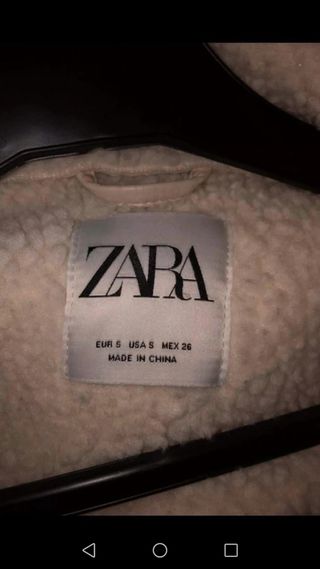 ZARA
EUR S USA S MEX 26
MADE IN CHINA